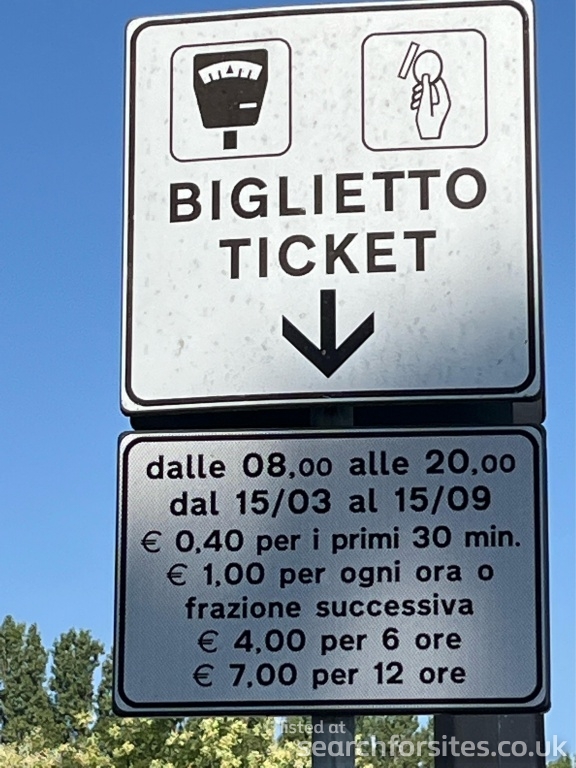 BIGLIETTO
TICKET
dalle 08,00 alle 20,00
dal 15/03 al 15/09
€ 0,40 per i primi 30 min.
€ 1,00 per ogni ora o
frazione successiva
€ 4,00 per 6 ore
€ 7,00 per 12 ore
listed at
searchforsites.co.uk